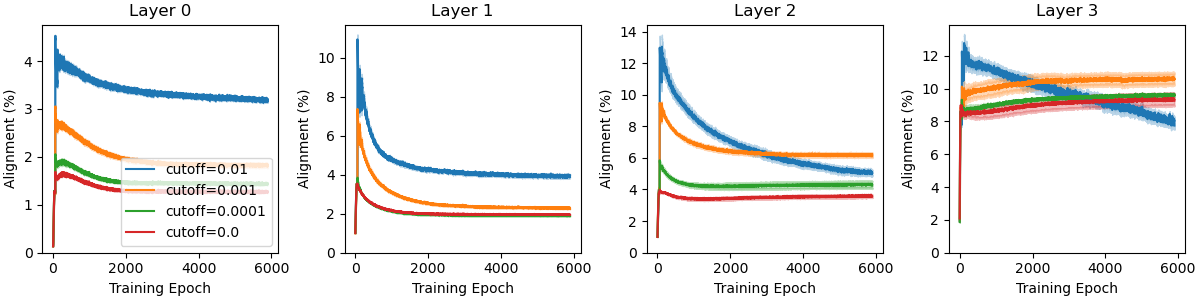 Layer 0
Alignment (%)
4
3
2
1
0
cutoff=0.01
cutoff=0.001
cutoff=0.0001
cutoff=0.0
0 2000 4000 6000
Training Epoch
Layer 1
Alignment (%)
10
8
6
4
2
0
0 2000 4000 6000
Training Epoch
Layer 2
Alignment (%)
14
12
10
8
6
4
2
0
0 2000 4000 6000
Training Epoch
Layer 3
Alignment (%)
12
10
8
6
4
2
0
0 2000 4000 6000
Training Epoch